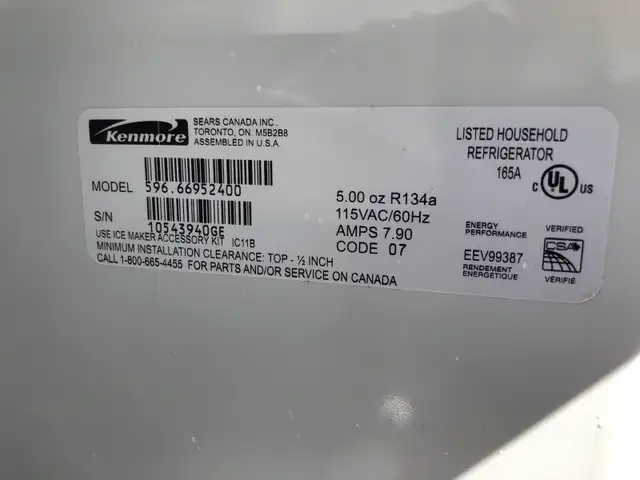 Kenmore
SEARS CANADA INC..
TORONTO, ON. M5B2B8
ASSEMBLED IN U.S.A.
MODEL 596.66952400
S/N 10543940GE
USE ICE MAKER ACCESSORY KIT IC11B
MINIMUM INSTALLATION CLEARANCE: TOP - ½ INCH
CALL 1-800-665-4455 FOR PARTS AND/OR SERVICE ON CANADA
5.00 oz R134a
115VAC/60Hz
AMPS 7.90
CODE 07
LISTED HOUSEHOLD
REFRIGERATOR
165A
C UL US
ENERGY
PERFORMANCE
EEV99387
RENDEMENT
ENERGETIQUE
VERIFIED
CSA
VÉRIFIÉ